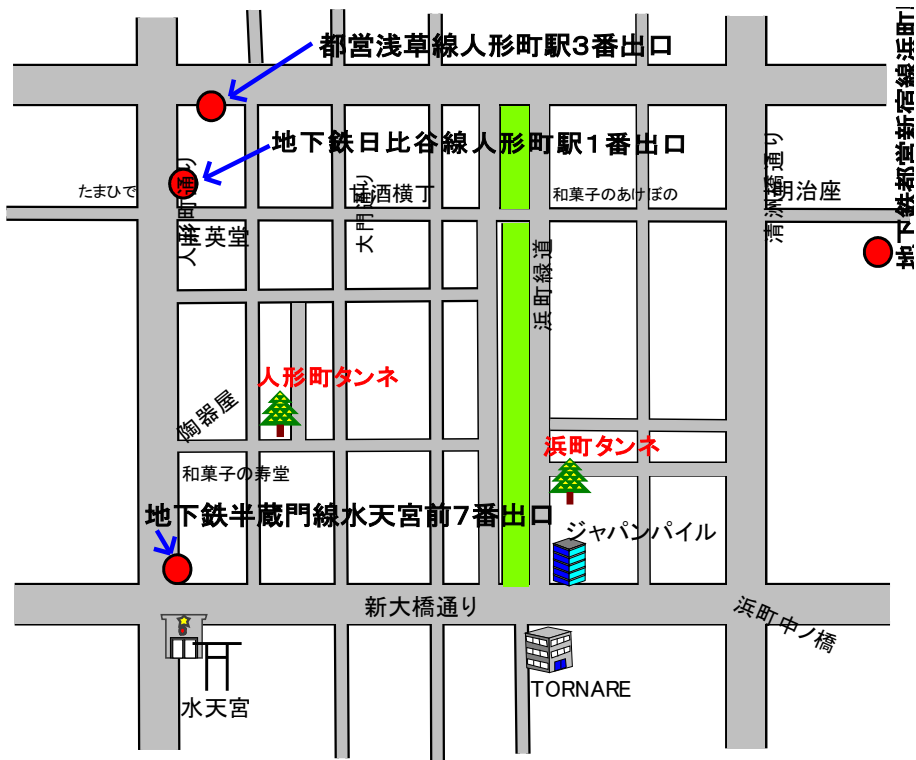 都営浅草線人形町駅3番出口
地下鉄日比谷線人形町駅1番出口
地下鉄都営新宿線浜町
たまひで
人形町通り
大門通り
甘酒横丁
和菓子のあけぼの
清洲橋通り
明治座
英堂
浜町緑道
人形町タンネ
陶器屋
浜町タンネ
和菓子の寿堂
地下鉄半蔵門線水天宮前7番出口
ジャパンパイル
新大橋通り
浜町中ノ橋
水天宮
TORNARE